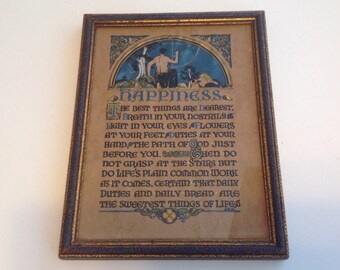 HAPPINESS
THE BEST THINGS ARE NEAREST,
BREATH IN YOUR NOSTRILS
LIGHT IN YOUR EYES FLOWERS
AT YOUR FEET DUTIES AT YOUR
HAND THE PATH OF GOD JUST
BEFORE YOU. THEN DO
NOT GRASP AT THE STARS BUT
DO LIFE'S PLAIN COMMON WORK
AS IT COMES, CERTAIN THAT DAILY
DUTIES AND DAILY BREAD ARE
THE SWEETEST THINGS OF LIFE